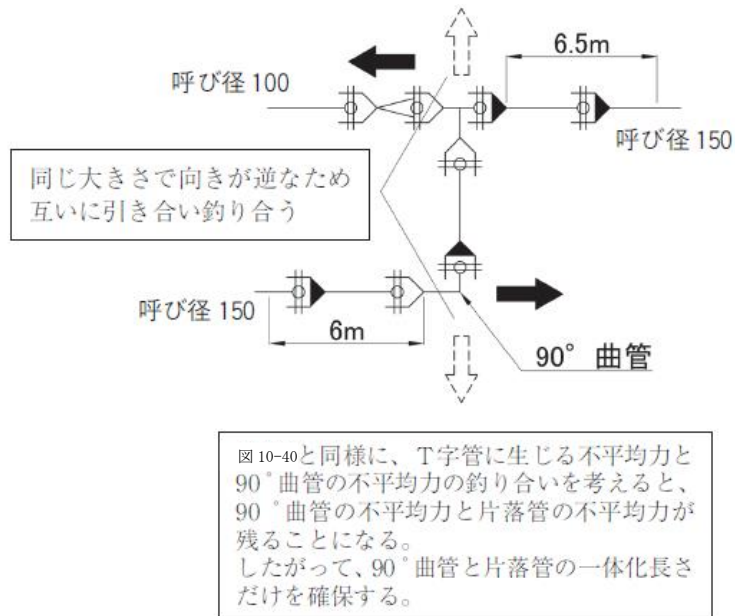 6.5m
呼び径 100
呼び径 150
同じ大きさで向きが逆なため
互いに引き合い釣り合う
呼び径 150
6m
90° 曲管
図 10-40と同様に、T字管に生じる不平均力と
90°曲管の不平均力の釣り合いを考えると、
90°曲管の不平均力と片落管の不平均力が
残ることになる。
したがって、90°曲管と片落管の一体化長さ
だけを確保する。